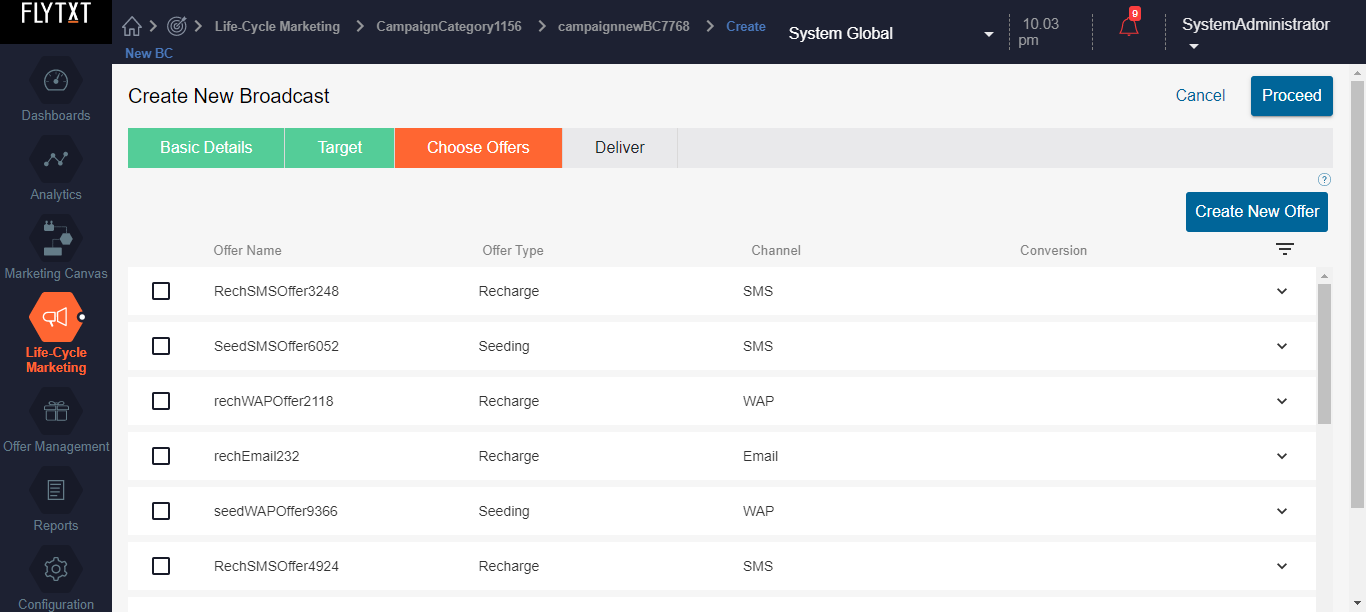 FLYTXT
Life-Cycle Marketing
CampaignCategory1156
campaignnewBC7768
Create
New BC
System Global
10.03
pm
9
SystemAdministrator
Dashboards
Analytics
Marketing Canvas
Life-Cycle
Marketing
Offer Management
Reports
Configuration
Create New Broadcast
Cancel
Proceed
Basic Details
Target
Choose Offers
Deliver
?
Create New Offer
Offer Name Offer Type Channel Conversion
RechSMSOffer3248 Recharge SMS
SeedSMSOffer6052 Seeding SMS
rechWAPOffer2118 Recharge WAP
rechEmail232 Recharge Email
seedWAPOffer9366 Seeding WAP
RechSMSOffer4924 Recharge SMS